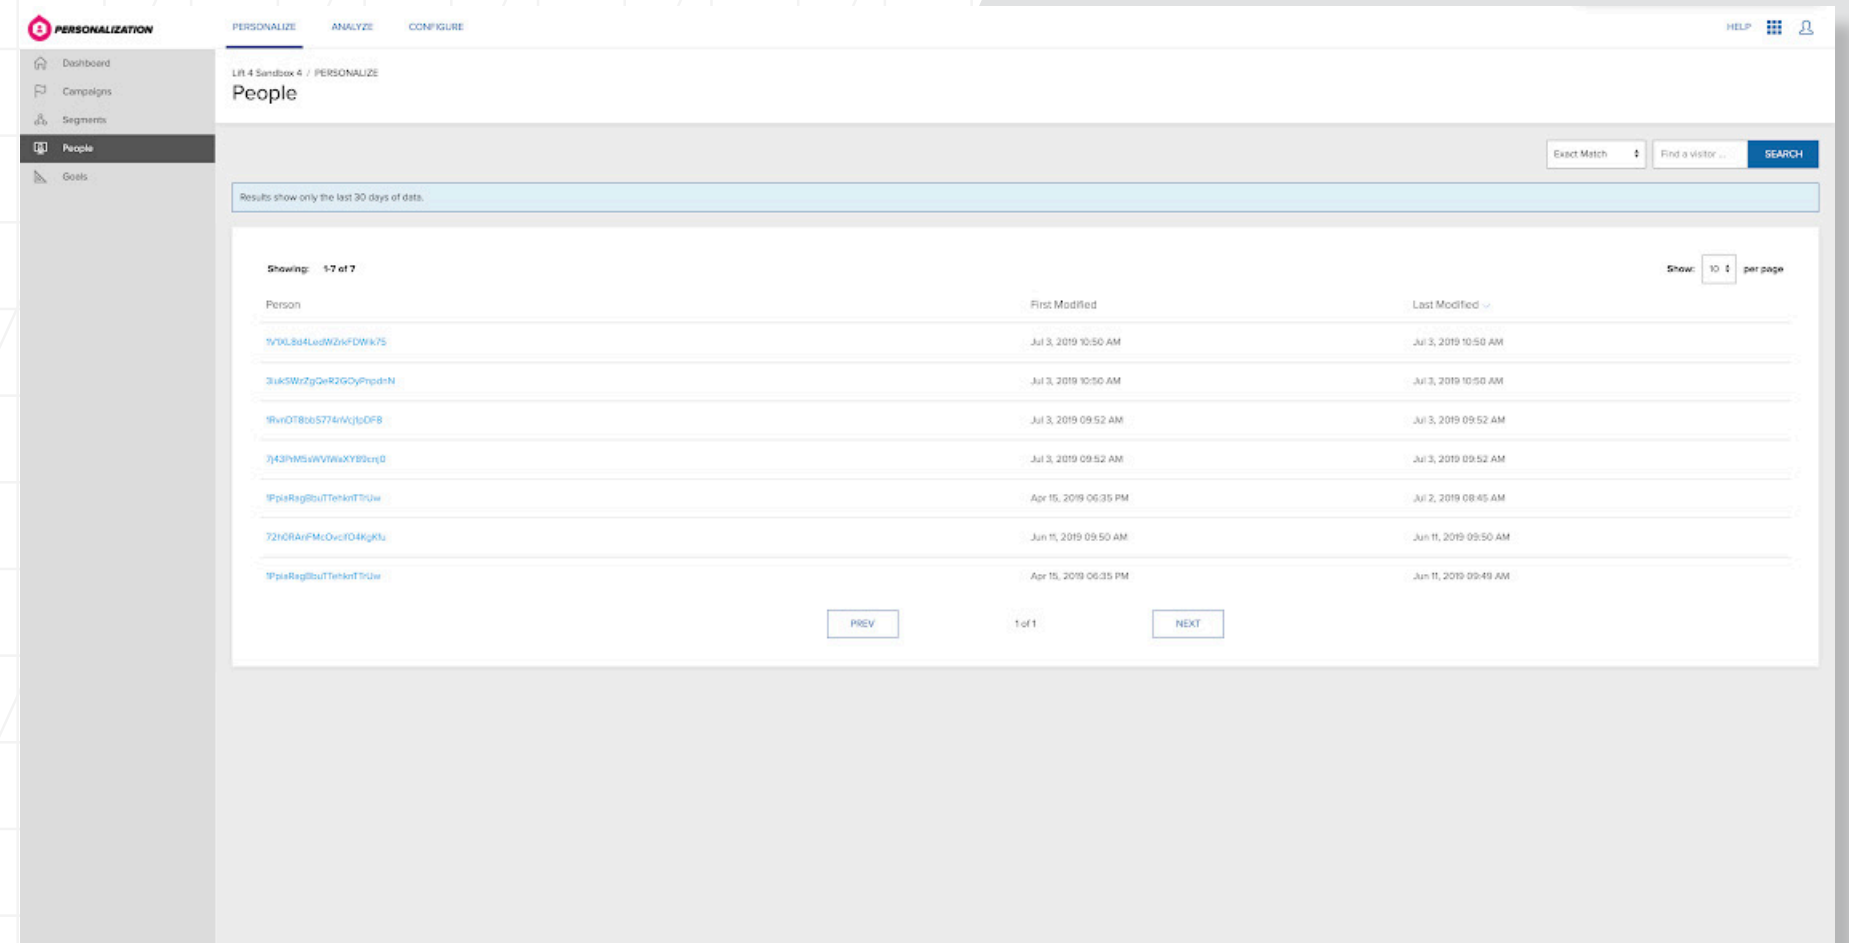 PERSONALIZATION
PERSONALIZE ANALYZE CONFIGURE
HELP
Dashboard
Campaigns
Segments
People
Goals
Lift 4 Sandbox 4 / PERSONALIZE
People
Exact Match Find a visitor ... SEARCH
Results show only the last 30 days of data.
Showing: 1-7 of 7 Show: 10 per page
Person First Modified Last Modified
Jul 3, 2019 10:50 AM Jul 3, 2019 10:50 AM
Jul 3, 2019 10:50 AM Jul 3, 2019 10:50 AM
Jul 3, 2019 09:52 AM Jul 3, 2019 09:52 AM
Jul 3, 2019 09:52 AM Jul 3, 2019 09:52 AM
Apr 15, 2019 06:35 PM Jul 2, 2019 08:45 AM
Jun 11, 2019 09:50 AM Jun 11, 2019 09:50 AM
Apr 15, 2019 06:35 PM Jun 11, 2019 09:49 AM
PREV 1 of 1 NEXT